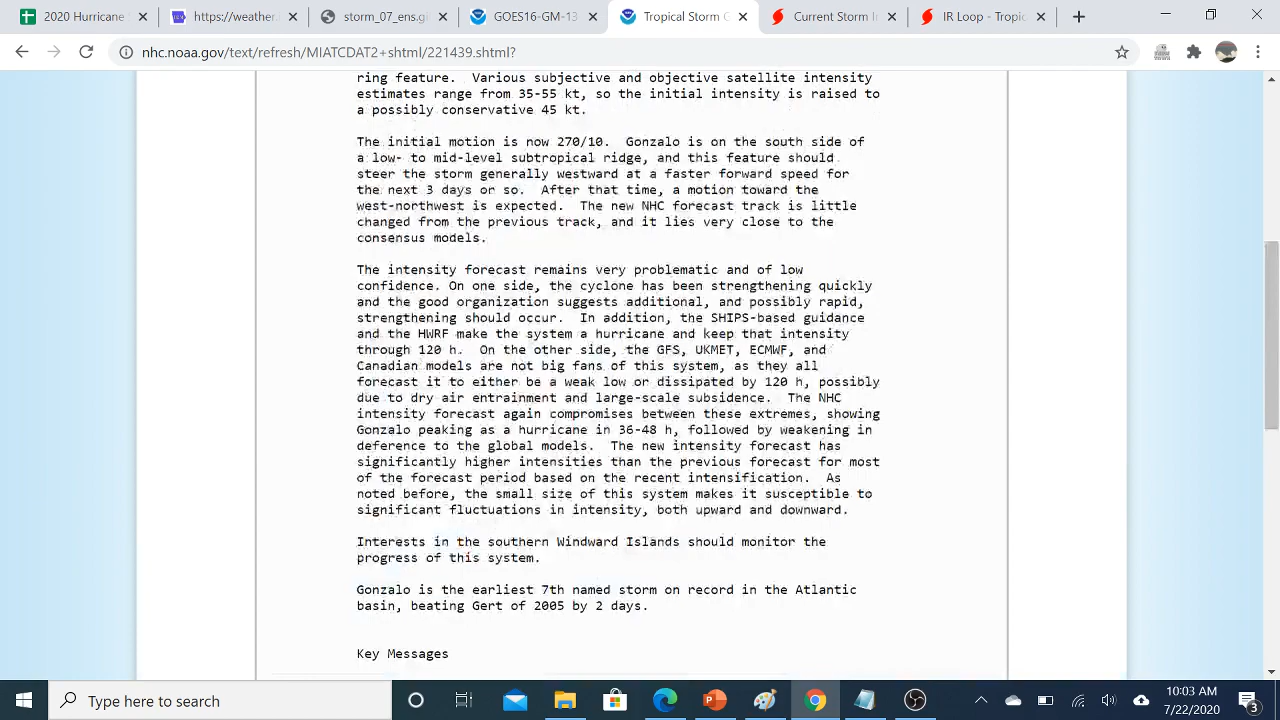 2020 Hurricane
https://weather.
storm_07_ens.gi
GOES16-GM-13
Tropical Storm G
Current Storm I
IR Loop - Tropic
nhc.noaa.gov/text/refresh/MIATCDAT2+shtml/221439.shtml?
ring feature.  Various subjective and objective satellite intensity
estimates range from 35-55 kt, so the initial intensity is raised to
a possibly conservative 45 kt.
The initial motion is now 270/10.  Gonzalo is on the south side of
a low- to mid-level subtropical ridge, and this feature should
steer the storm generally westward at a faster forward speed for
the next 3 days or so.  After that time, a motion toward the
west-northwest is expected.  The new NHC forecast track is little
changed from the previous track, and it lies very close to the
consensus models.
The intensity forecast remains very problematic and of low
confidence. On one side, the cyclone has been strengthening quickly
and the good organization suggests additional, and possibly rapid,
strengthening should occur.  In addition, the SHIPS-based guidance
and the HWRF make the system a hurricane and keep that intensity
through 120 h.  On the other side, the GFS, UKMET, ECMWF, and
Canadian models are not big fans of this system, as they all
forecast it to either be a weak low or dissipated by 120 h, possibly
due to dry air entrainment and large-scale subsidence.  The NHC
intensity forecast again compromises between these extremes, showing
Gonzalo peaking as a hurricane in 36-48 h, followed by weakening in
deference to the global models.  The new intensity forecast has
significantly higher intensities than the previous forecast for most
of the forecast period based on the recent intensification.  As
noted before, the small size of this system makes it susceptible to
significant fluctuations in intensity, both upward and downward.
Interests in the southern Windward Islands should monitor the
progress of this system.
Gonzalo is the earliest 7th named storm on record in the Atlantic
basin, beating Gert of 2005 by 2 days.
Key Messages
Type here to search
10:03 AM
7/22/2020
3